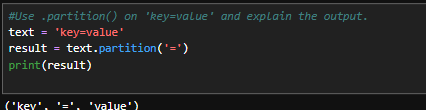 #Use .partition() on 'key=value' and explain the output.
text = 'key=value'
result = text.partition('=')
print(result)
('key', '=', 'value')